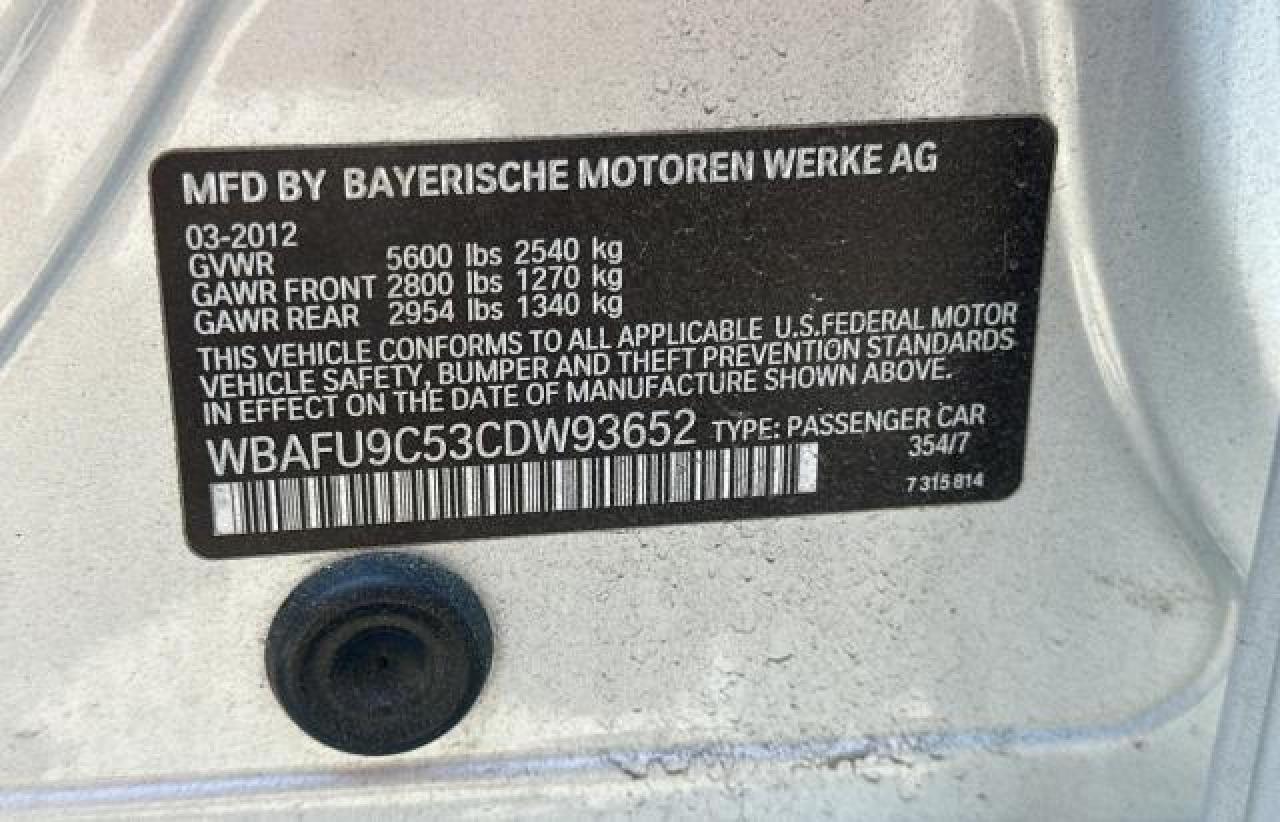 MFD BY BAYERISCHE MOTOREN WERKE AG
03-2012
GVWR 5600 lbs 2540 kg
GAWR FRONT 2800 lbs 1270 kg
GAWR REAR 2954 lbs 1340 kg
THIS VEHICLE CONFORMS TO ALL APPLICABLE U.S.FEDERAL MOTOR
VEHICLE SAFETY, BUMPER AND THEFT PREVENTION STANDARDS
IN EFFECT ON THE DATE OF MANUFACTURE SHOWN ABOVE.
WBAFU9C53CDW93652 TYPE: PASSENGER CAR
354/7
7 315 814